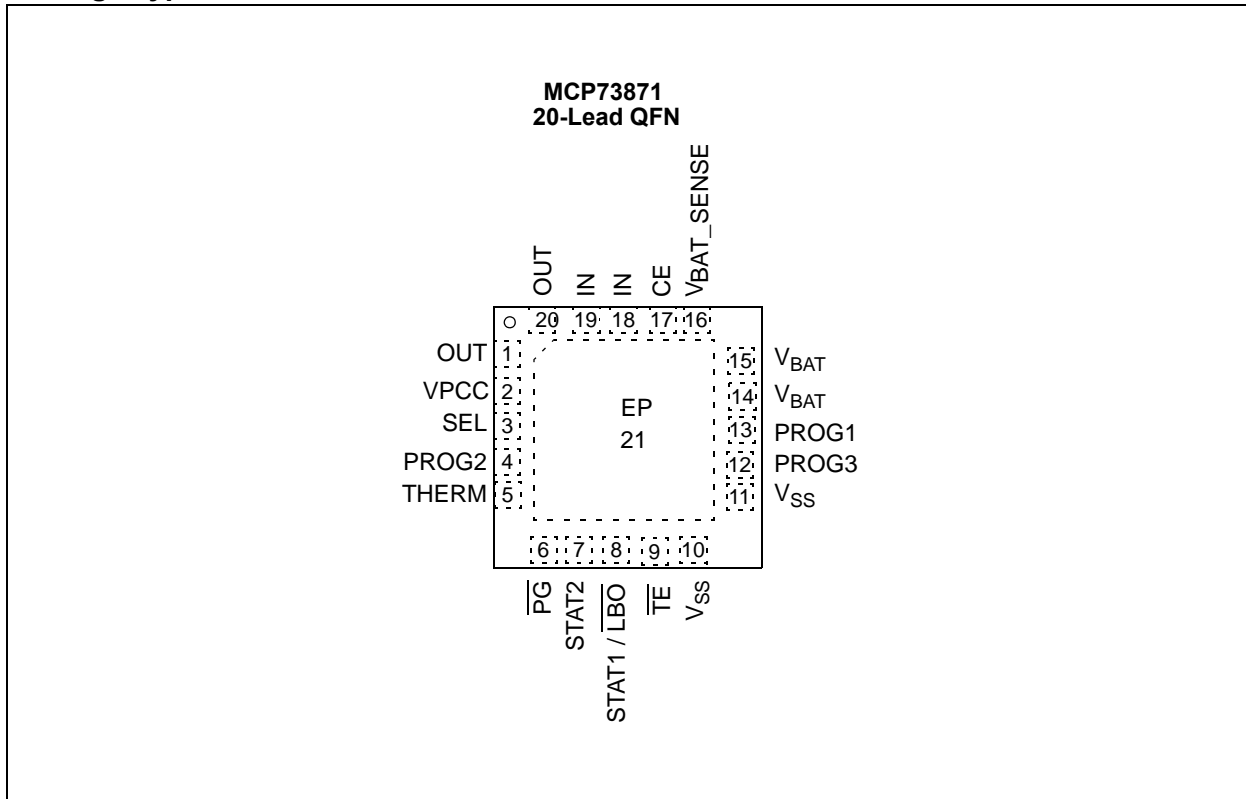 MCP73871
20-Lead QFN
OUT
IN
IN
CE
VBAT_SENSE
20 19 18 17 16
OUT 1
VPCC 2
SEL 3
PROG2 4
THERM 5
EP
21
15 VBAT
14 VBAT
13 PROG1
12 PROG3
11 VSS
6 7 8 9 10
PG
STAT2
STAT1 / LBO
TE
VSS